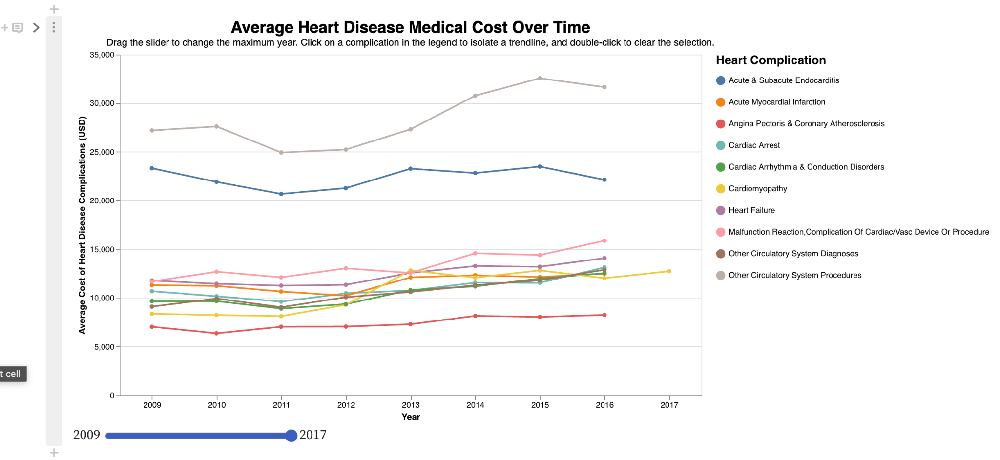 Average Heart Disease Medical Cost Over Time
Drag the slider to change the maximum year. Click on a complication in the legend to isolate a trendline, and double-click to clear the selection.
Average Cost of Heart Disease Complications (USD)
35,000
30,000
25,000
20,000
15,000
10,000
5,000
0
2009 2010 2011 2012 2013 2014 2015 2016 2017
Year
Heart Complication
Acute & Subacute Endocarditis
Acute Myocardial Infarction
Angina Pectoris & Coronary Atherosclerosis
Cardiac Arrest
Cardiac Arrhythmia & Conduction Disorders
Cardiomyopathy
Heart Failure
Malfunction,Reaction,Complication Of Cardiac/Vasc Device Or Procedure
Other Circulatory System Diagnoses
Other Circulatory System Procedures
t cell
2009 2017